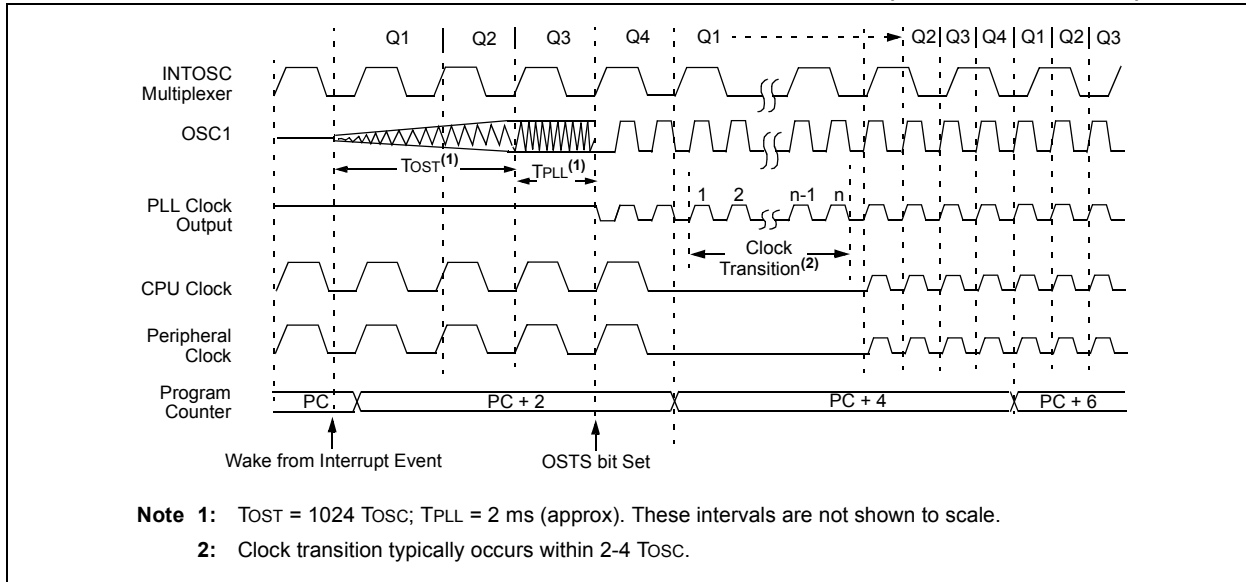 Q1 Q2 Q3 Q4 Q1 Q2 Q3 Q4 Q1 Q2 Q3
INTOSC
Multiplexer
OSC1
TOST(1) TPLL(1)
1 2 n-1 n
PLL Clock
Output
Clock
Transition(2)
CPU Clock
Peripheral
Clock
Program
Counter
PC PC + 2 PC + 4 PC + 6
Wake from Interrupt Event OSTS bit Set
Note 1: TOST = 1024 TOSC; TPLL = 2 ms (approx). These intervals are not shown to scale.
2: Clock transition typically occurs within 2-4 TOSC.